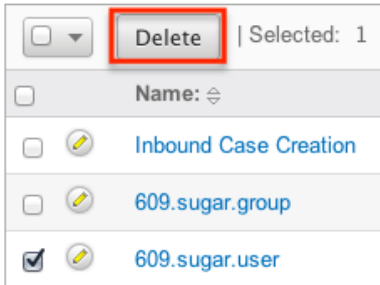 Delete | Selected: 1
Name:
Inbound Case Creation
609.sugar.group
609.sugar.user